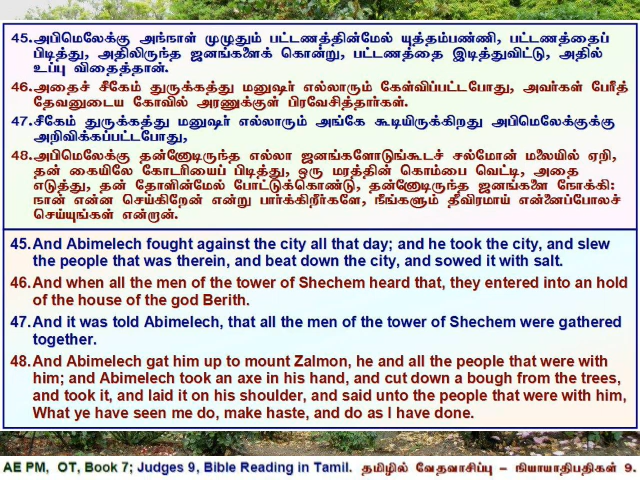 45.அபிமெலேக்கு அந்நாள் முழுதும் பட்டணத்தின்மேல் யுத்தம்பண்ணி, பட்டணத்தைப்
பிடித்து, அதிலிருந்த ஜனங்களைக் கொன்று, பட்டணத்தை இடித்துவிட்டு, அதில்
உப்பு விதைத்தான்.
46.அதைச் சீகேம் துருக்கத்து மனுஷர் எல்லாரும் கேள்விப்பட்டபோது, அவர்கள் பேரீத்
தேவனுடைய கோவில் அரணுக்குள் பிரவேசித்தார்கள்.
47.சீகேம் துருக்கத்து மனுஷர் எல்லாரும் அங்கே கூடியிருக்கிறது அபிமெலேக்குக்கு
அறிவிக்கப்பட்டபோது,
48.அபிமெலேக்கு தன்னோடிருந்த எல்லா ஜனங்களோடுங்கூடச் சல்மோன் மலையில் ஏறி,
தன் கையிலே கோடரியைப் பிடித்து, ஒரு மரத்தின் கொம்பை வெட்டி, அதை
எடுத்து, தன் தோளின்மேல் போட்டுக்கொண்டு, தன்னோடிருந்த ஜனங்களை நோக்கி:
நான் என்ன செய்கிறேன் என்று பார்க்கிறீர்களே, நீங்களும் தீவிரமாய் என்னைப்போலச்
செய்யுங்கள் என்றான்.
45.And Abimelech fought against the city all that day; and he took the city, and slew
the people that was therein, and beat down the city, and sowed it with salt.
46.And when all the men of the tower of Shechem heard that, they entered into an hold
of the house of the god Berith.
47.And it was told Abimelech, that all the men of the tower of Shechem were gathered
together.
48.And Abimelech gat him up to mount Zalmon, he and all the people that were with
him; and Abimelech took an axe in his hand, and cut down a bough from the trees,
and took it, and laid it on his shoulder, and said unto the people that were with him,
What ye have seen me do, make haste, and do as I have done.
AE PM, OT, Book 7; Judges 9, Bible Reading in Tamil. தமிழில் வேதவாசிப்பு – நியாயாதிபதிகள் 9.